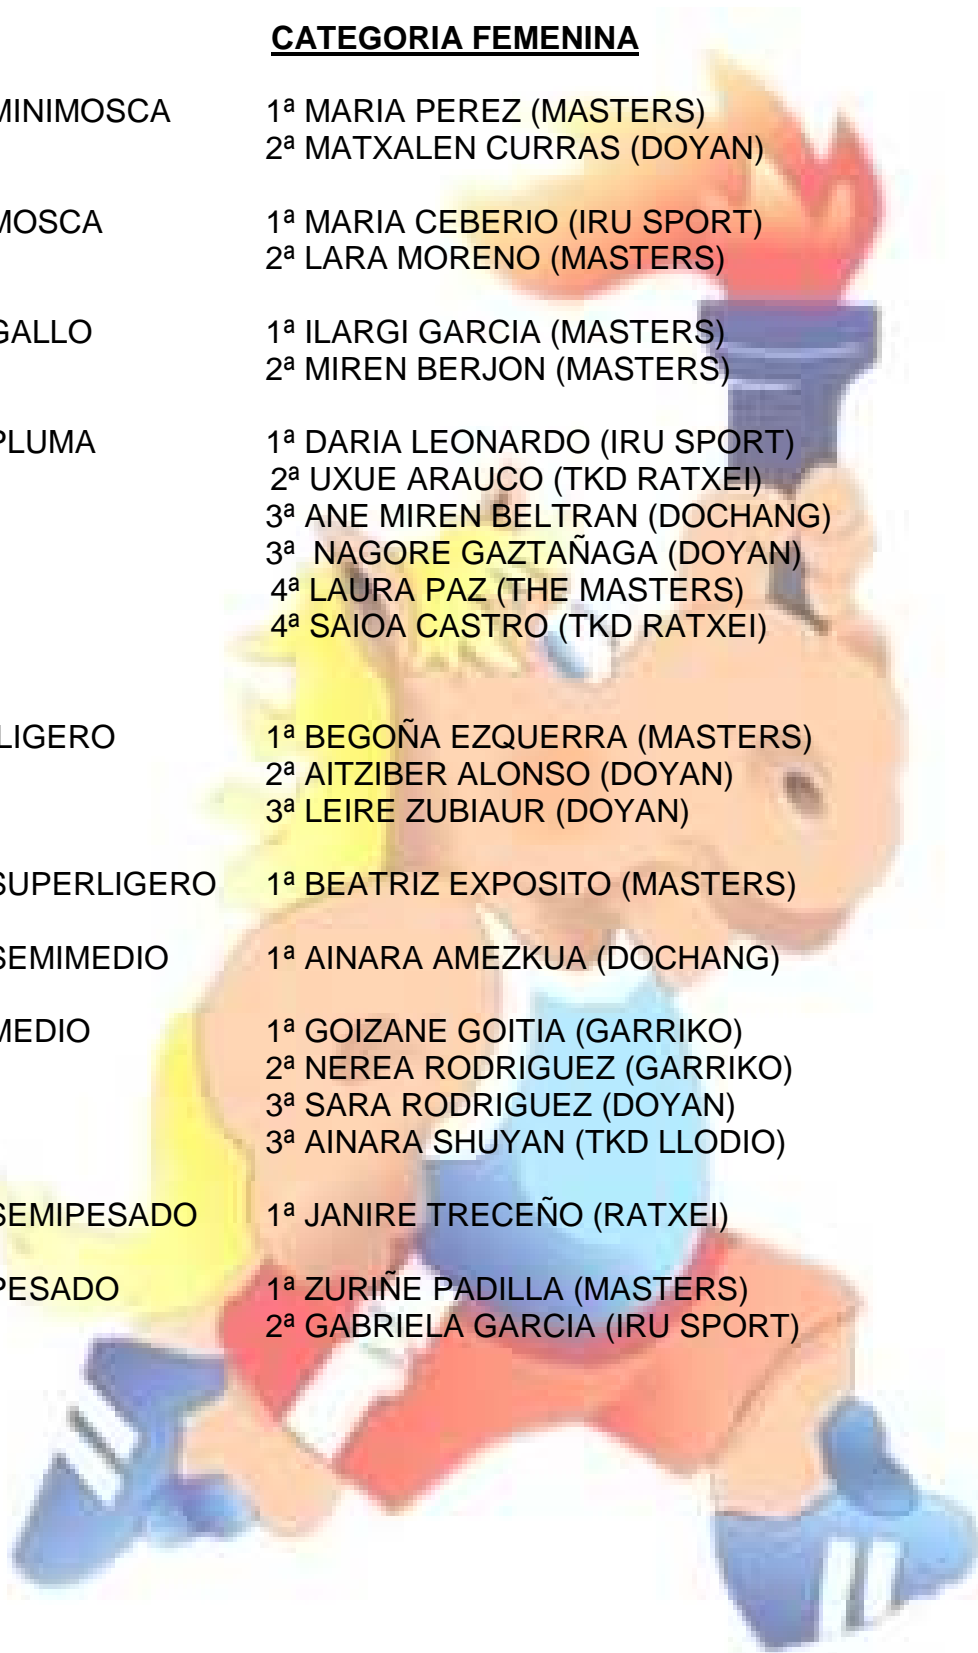 CATEGORIA FEMENINA
MINIMOSCA 1ª MARIA PEREZ (MASTERS)
2ª MATXALEN CURRAS (DOYAN)
MOSCA 1ª MARIA CEBERIO (IRU SPORT)
2ª LARA MORENO (MASTERS)
GALLO 1ª ILARGI GARCIA (MASTERS)
2ª MIREN BERJON (MASTERS)
PLUMA 1ª DARIA LEONARDO (IRU SPORT)
2ª UXUE ARAUCO (TKD RATXEI)
3ª ANE MIREN BELTRAN (DOCHANG)
3ª NAGORE GAZTAÑAGA (DOYAN)
4ª LAURA PAZ (THE MASTERS)
4ª SAIOA CASTRO (TKD RATXEI)
LIGERO 1ª BEGOÑA EZQUERRA (MASTERS)
2ª AITZIBER ALONSO (DOYAN)
3ª LEIRE ZUBIAUR (DOYAN)
SUPERLIGERO 1ª BEATRIZ EXPOSITO (MASTERS)
SEMIMEDIO 1ª AINARA AMEZKUA (DOCHANG)
MEDIO 1ª GOIZANE GOITIA (GARRIKO)
2ª NEREA RODRIGUEZ (GARRIKO)
3ª SARA RODRIGUEZ (DOYAN)
3ª AINARA SHUYAN (TKD LLODIO)
SEMIPESADO 1ª JANIRE TRECEÑO (RATXEI)
PESADO 1ª ZURIÑE PADILLA (MASTERS)
2ª GABRIELA GARCIA (IRU SPORT)